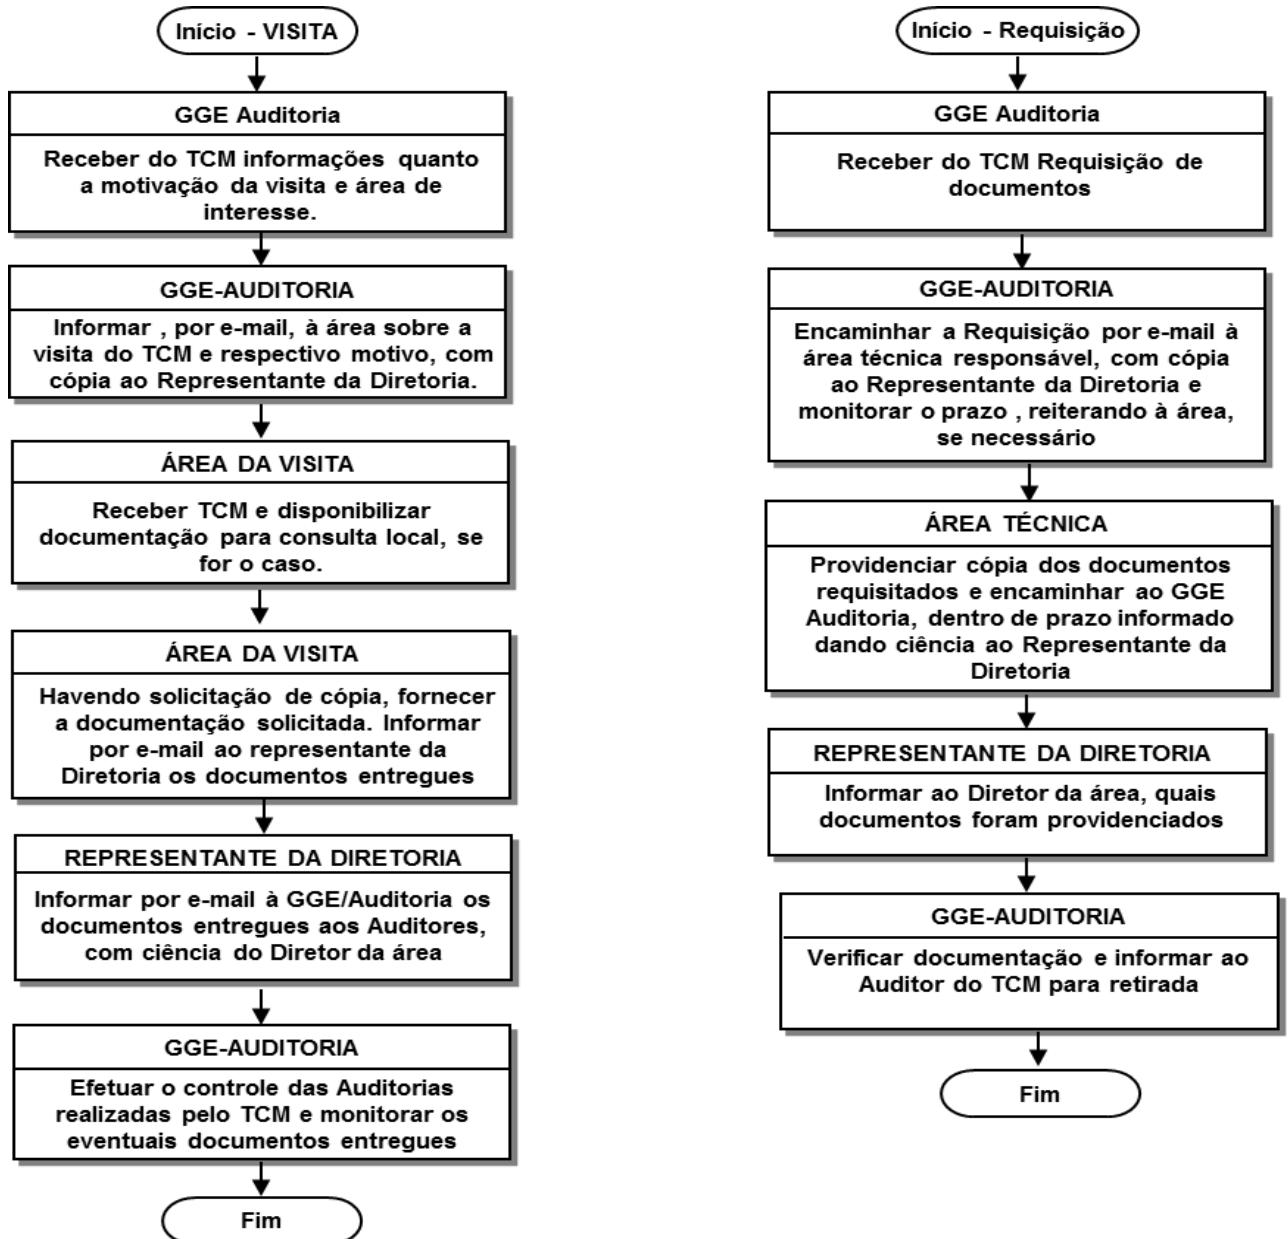 Início - VISITA
GGE Auditoria
Receber do TCM informações quanto
a motivação da visita e área de
interesse.
GGE-AUDITORIA
Informar , por e-mail, à área sobre a
visita do TCM e respectivo motivo, com
cópia ao Representante da Diretoria.
ÁREA DA VISITA
Receber TCM e disponibilizar
documentação para consulta local, se
for o caso.
ÁREA DA VISITA
Havendo solicitação de cópia, fornecer
a documentação solicitada. Informar
por e-mail ao representante da
Diretoria os documentos entregues
REPRESENTANTE DA DIRETORIA
Informar por e-mail à GGE/Auditoria os
documentos entregues aos Auditores,
com ciência do Diretor da área
GGE-AUDITORIA
Efetuar o controle das Auditorias
realizadas pelo TCM e monitorar os
eventuais documentos entregues
Fim
Início - Requisição
GGE Auditoria
Receber do TCM Requisição de
documentos
GGE-AUDITORIA
Encaminhar a Requisição por e-mail à
área técnica responsável, com cópia
ao Representante da Diretoria e
monitorar o prazo , reiterando à área,
se necessário
ÁREA TÉCNICA
Providenciar cópia dos documentos
requisitados e encaminhar ao GGE
Auditoria, dentro de prazo informado
dando ciência ao Representante da
Diretoria
REPRESENTANTE DA DIRETORIA
Informar ao Diretor da área, quais
documentos foram providenciados
GGE-AUDITORIA
Verificar documentação e informar ao
Auditor do TCM para retirada
Fim